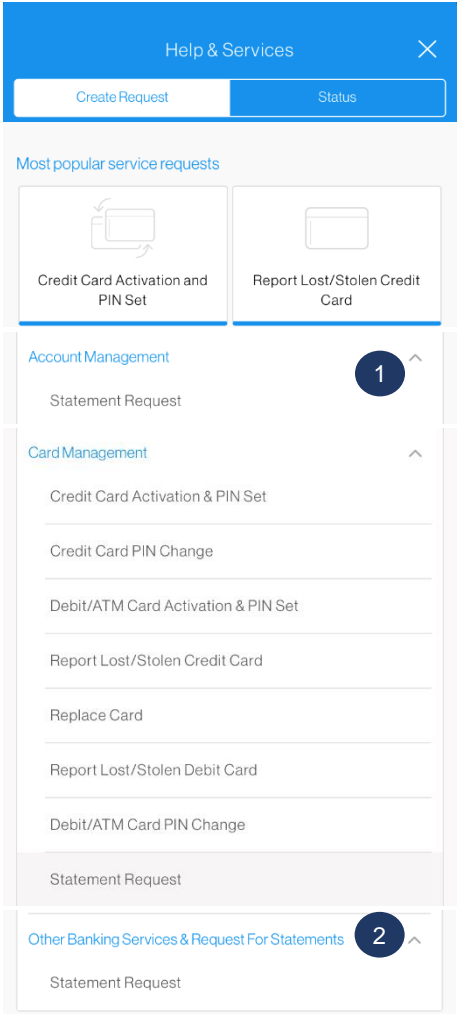 Help & Services
Create Request
Status
Most popular service requests
Credit Card Activation and
PIN Set
Report Lost/Stolen Credit
Card
Account Management
1
Statement Request
Card Management
Credit Card Activation & PIN Set
Credit Card PIN Change
Debit/ATM Card Activation & PIN Set
Report Lost/Stolen Credit Card
Replace Card
Report Lost/Stolen Debit Card
Debit/ATM Card PIN Change
Statement Request
Other Banking Services & Request For Statements
2
Statement Request